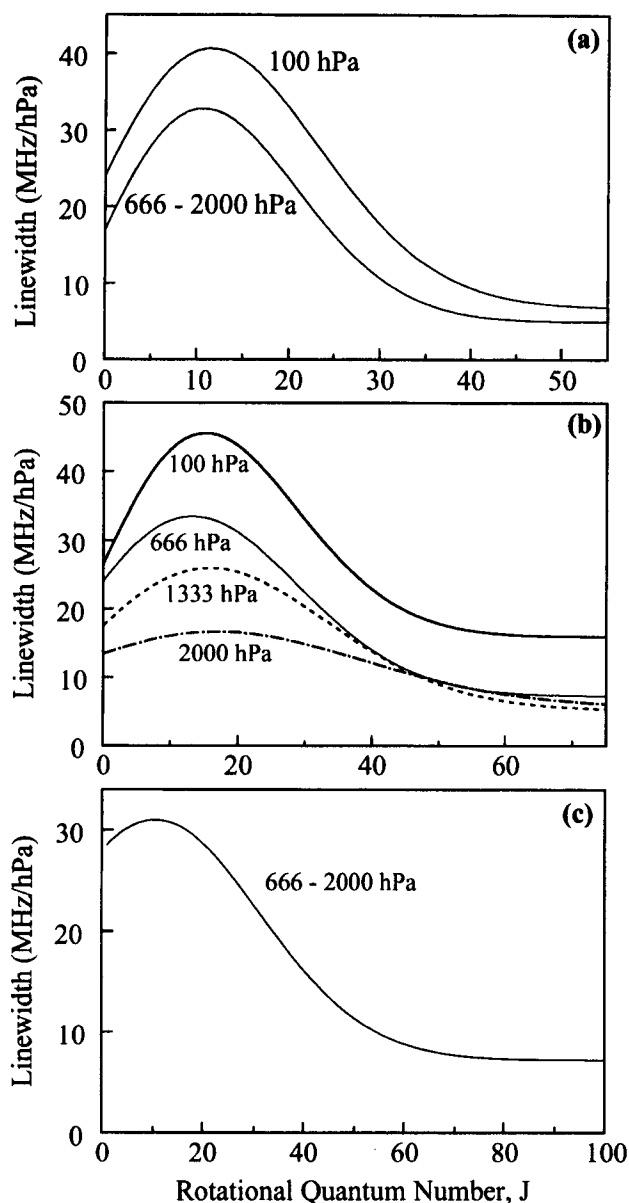 (a)
40
30
20
10
0
Linewidth (MHz/hPa)
100 hPa
666 - 2000 hPa
0 10 20 30 40 50
(b)
50
40
30
20
10
0
Linewidth (MHz/hPa)
100 hPa
666 hPa
1333 hPa
2000 hPa
0 20 40 60
(c)
30
20
10
0
Linewidth (MHz/hPa)
666 - 2000 hPa
0 20 40 60 80 100
Rotational Quantum Number, J